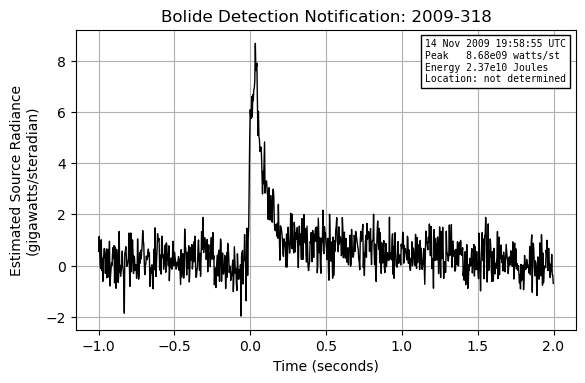 Bolide Detection Notification: 2009-318
14 Nov 2009 19:58:55 UTC
Peak   8.68e09 watts/st
Energy 2.37e10 Joules
Location: not determined
Estimated Source Radiance
(gigawatts/steradian)
8
6
4
2
0
−2
−1.0
−0.5
0.0
0.5
1.0
1.5
2.0
Time (seconds)